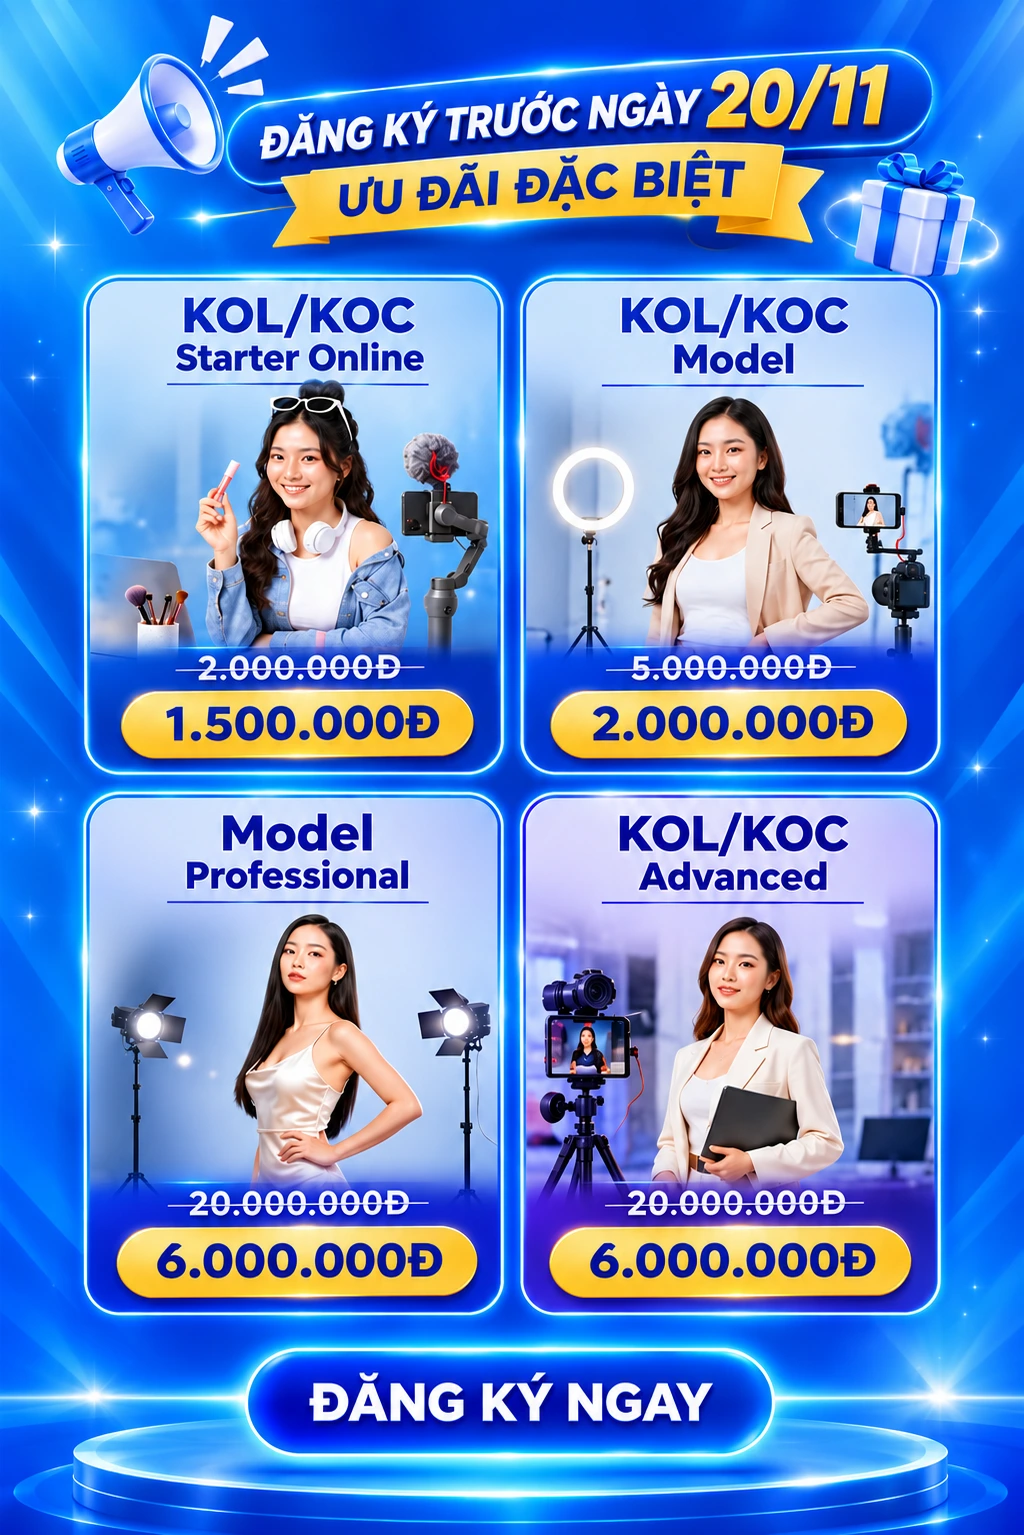 ĐĂNG KÝ TRƯỚC NGÀY 20/11
ƯU ĐÃI ĐẶC BIỆT
KOL/KOC
Starter Online
2.000.000Đ
1.500.000Đ
KOL/KOC
Model
5.000.000Đ
2.000.000Đ
Model
Professional
20.000.000Đ
6.000.000Đ
KOL/KOC
Advanced
20.000.000Đ
6.000.000Đ
ĐĂNG KÝ NGAY